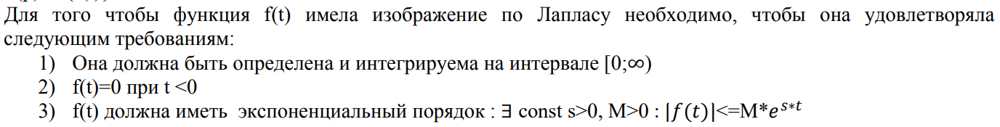 Для того чтобы функция f(t) имела изображение по Лапласу необходимо, чтобы она удовлетворяла
следующим требованиям:
1) Она должна быть определена и интегрируема на интервале [0;∞)
2) f(t)=0 при t <0
3) f(t) должна иметь экспоненциальный порядок : ∃ const s>0, M>0 : |𝑓(𝑡)|<=M*𝑒^{𝑠∗𝑡}